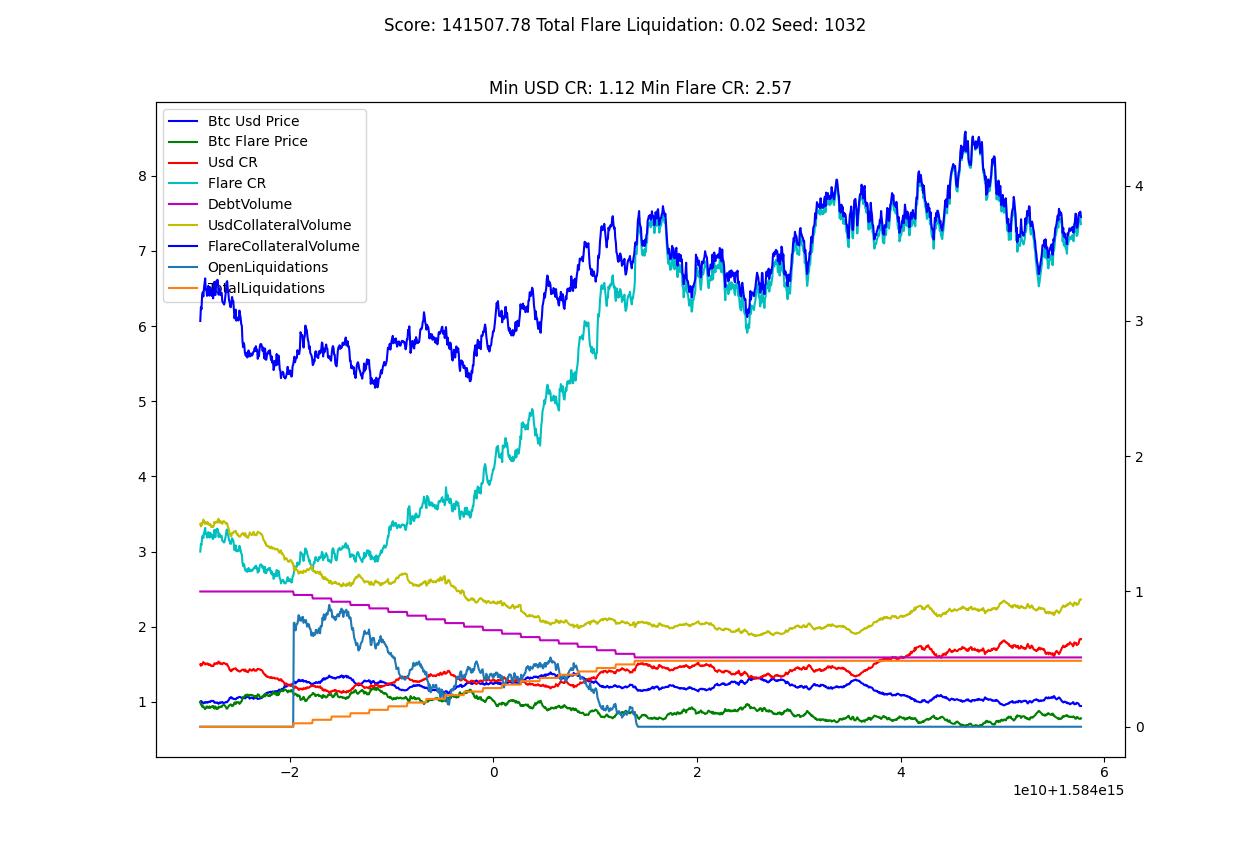 Score: 141507.78 Total Flare Liquidation: 0.02 Seed: 1032
Min USD CR: 1.12 Min Flare CR: 2.57
Btc Usd Price
Btc Flare Price
Usd CR
Flare CR
DebtVolume
UsdCollateralVolume
FlareCollateralVolume
OpenLiquidations
TotalLiquidations
8
7
6
5
4
3
2
1
4
3
2
1
0
−2
0
2
4
6
1e10+1.584e15